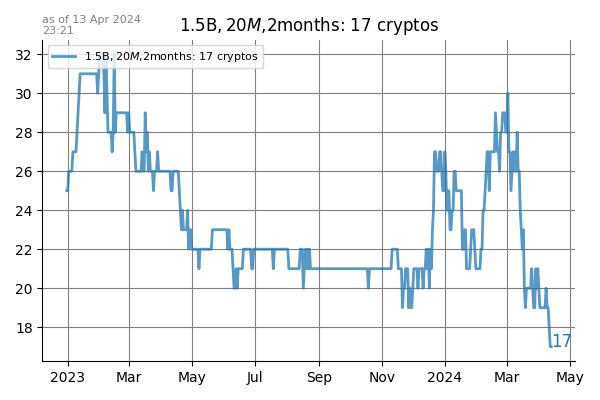 as of 13 Apr 2024
23:21
1.5B, 20M,2months: 17 cryptos
1.5B, 20M,2months: 17 cryptos
32
30
28
26
24
22
20
18
17
2023 Mar May Jul Sep Nov 2024 Mar May